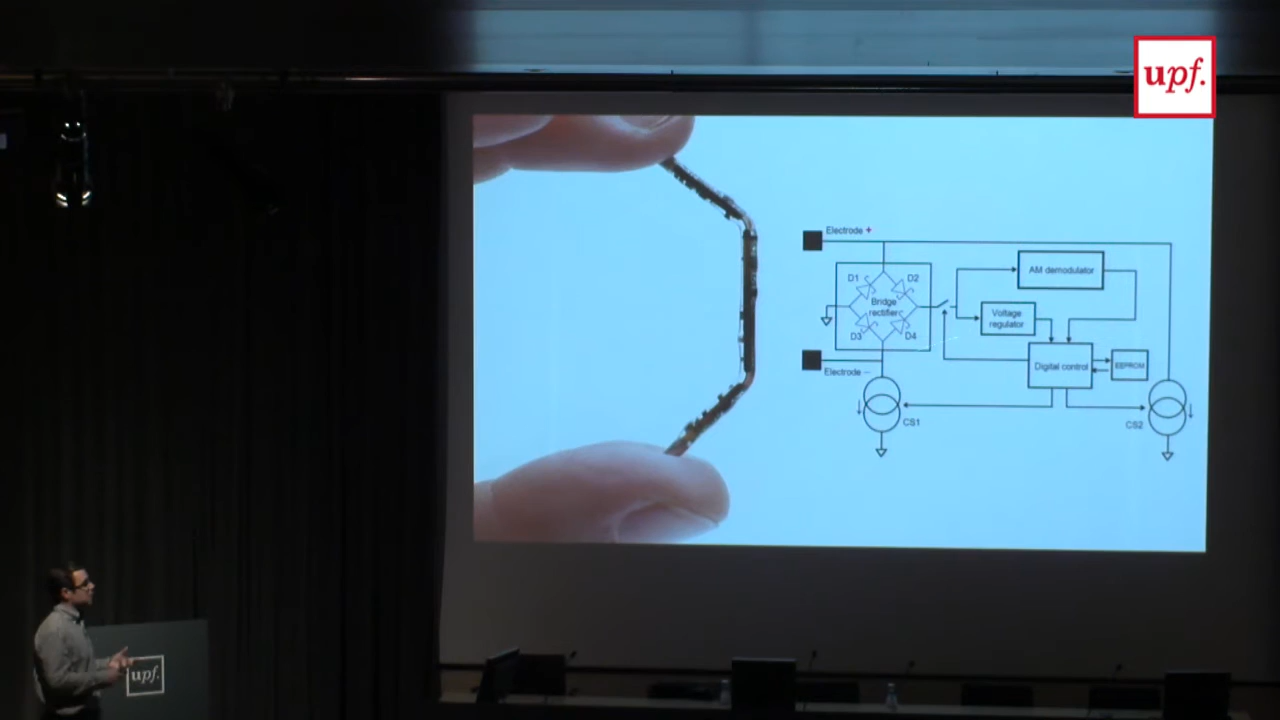 upf.
Electrode +
D1
D2
Bridge
rectifier
D3
D4
Electrode –
CS1
AM demodulator
Voltage
regulator
Digital control
EEPROM
CS2
upf.